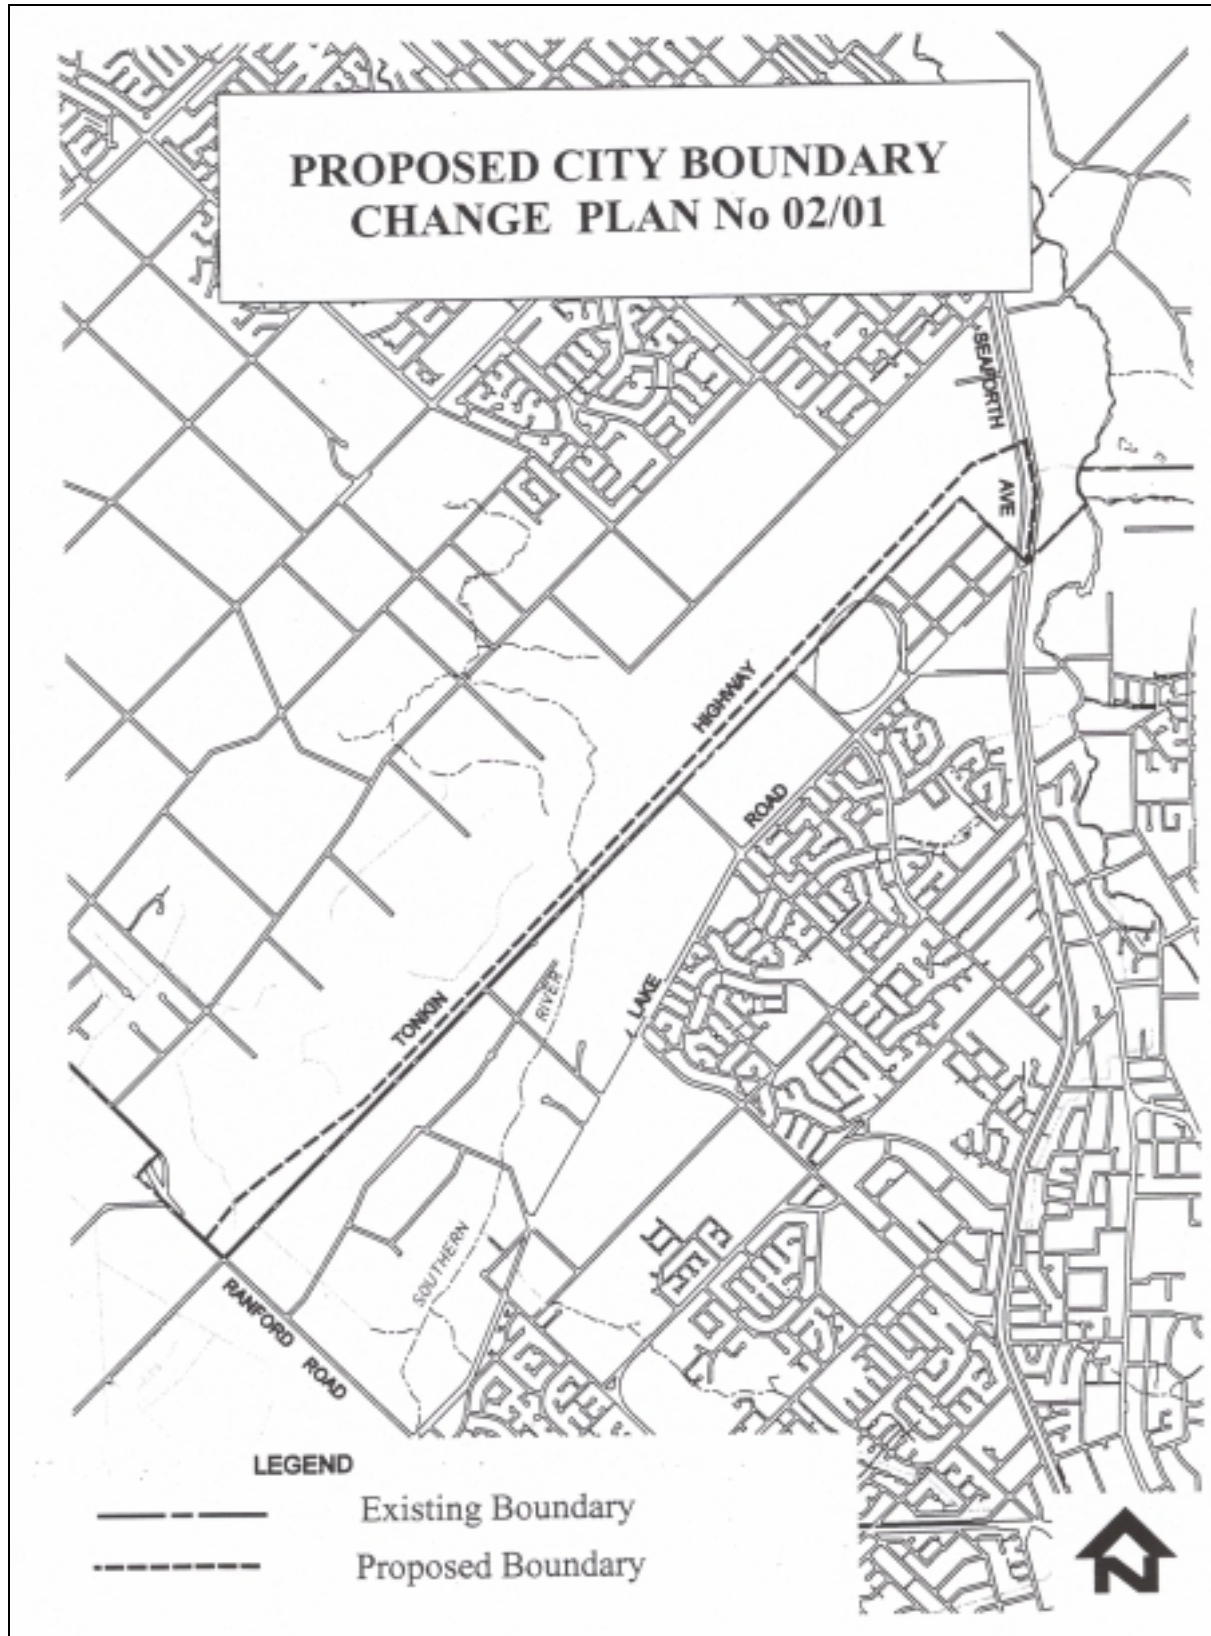 PROPOSED CITY BOUNDARY
CHANGE PLAN No 02/01
SEAFORTH
AVE
HIGHWAY
ROAD
LAKE
TONKIN
RIVER
SOUTHERN
RANFORD ROAD
LEGEND
Existing Boundary
Proposed Boundary
N